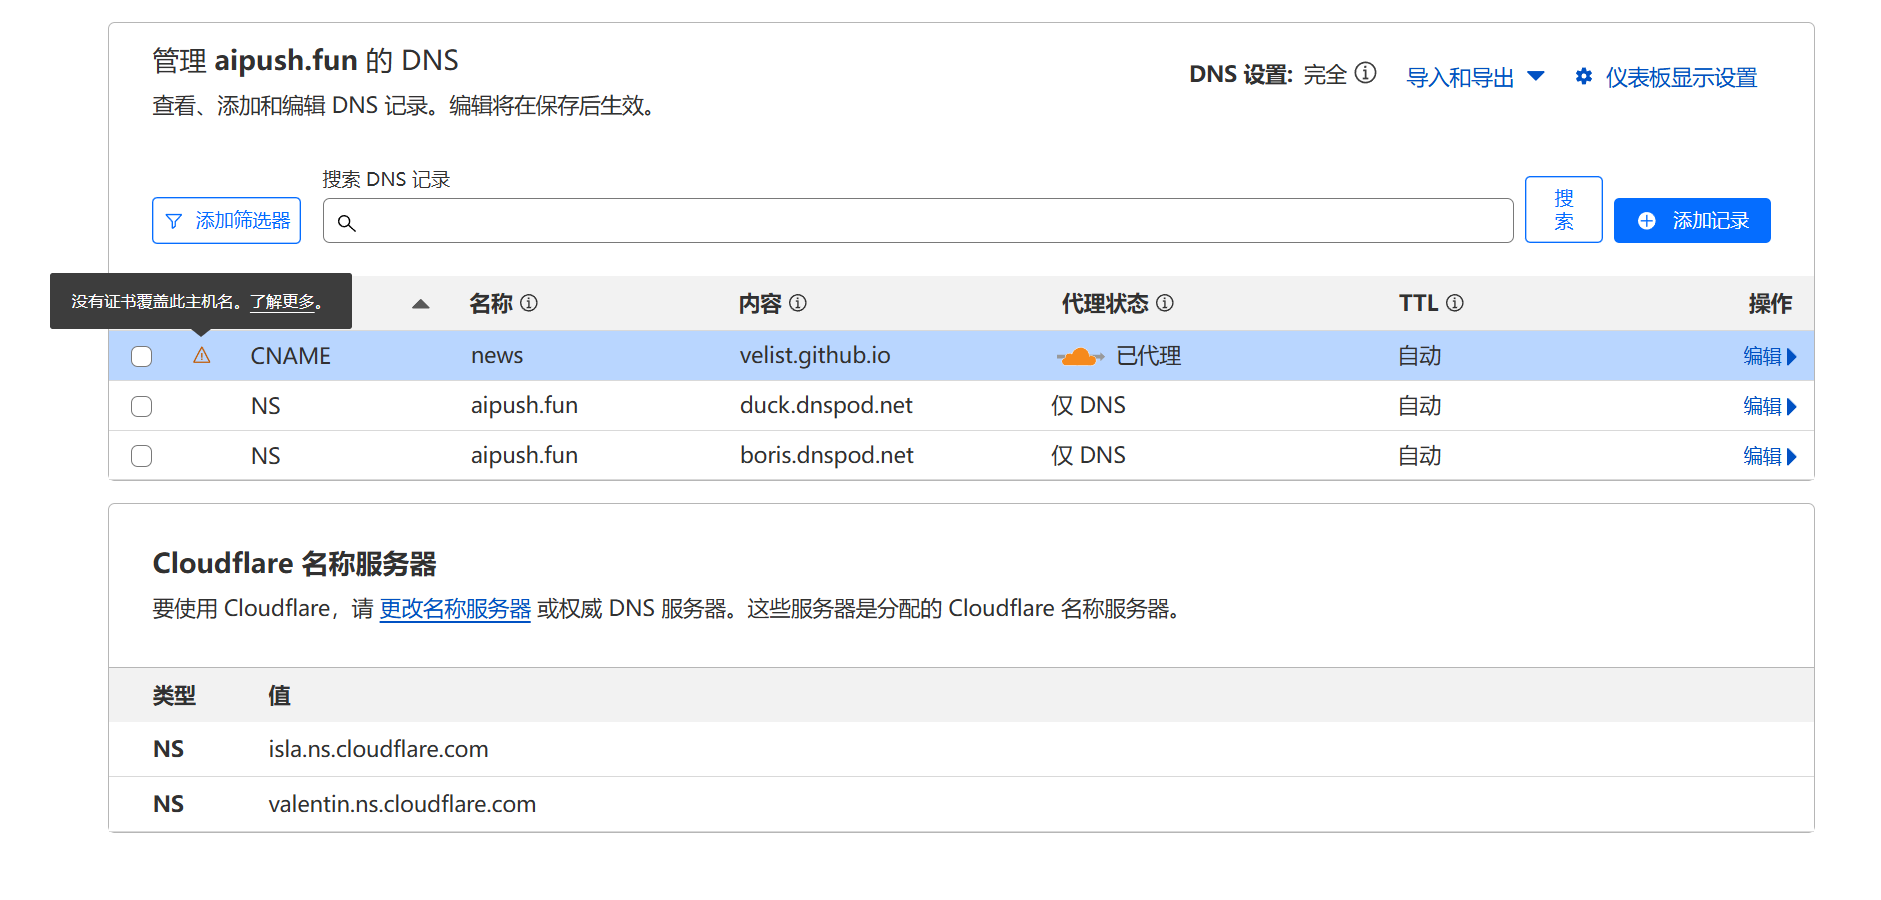 管理 aipush.fun 的 DNS
查看、添加和编辑 DNS 记录。编辑将在保存后生效。
DNS 设置: 完全
导入和导出
仪表板显示设置
搜索 DNS 记录
添加筛选器
搜
索
添加记录
没有证书覆盖此主机名。了解更多。
名称 内容 代理状态 TTL 操作
CNAME news velist.github.io 已代理 自动 编辑
NS aipush.fun duck.dnspod.net 仅 DNS 自动 编辑
NS aipush.fun boris.dnspod.net 仅 DNS 自动 编辑
Cloudflare 名称服务器
要使用 Cloudflare，请 更改名称服务器 或权威 DNS 服务器。这些服务器是分配的 Cloudflare 名称服务器。
类型 值
NS isla.ns.cloudflare.com
NS valentin.ns.cloudflare.com